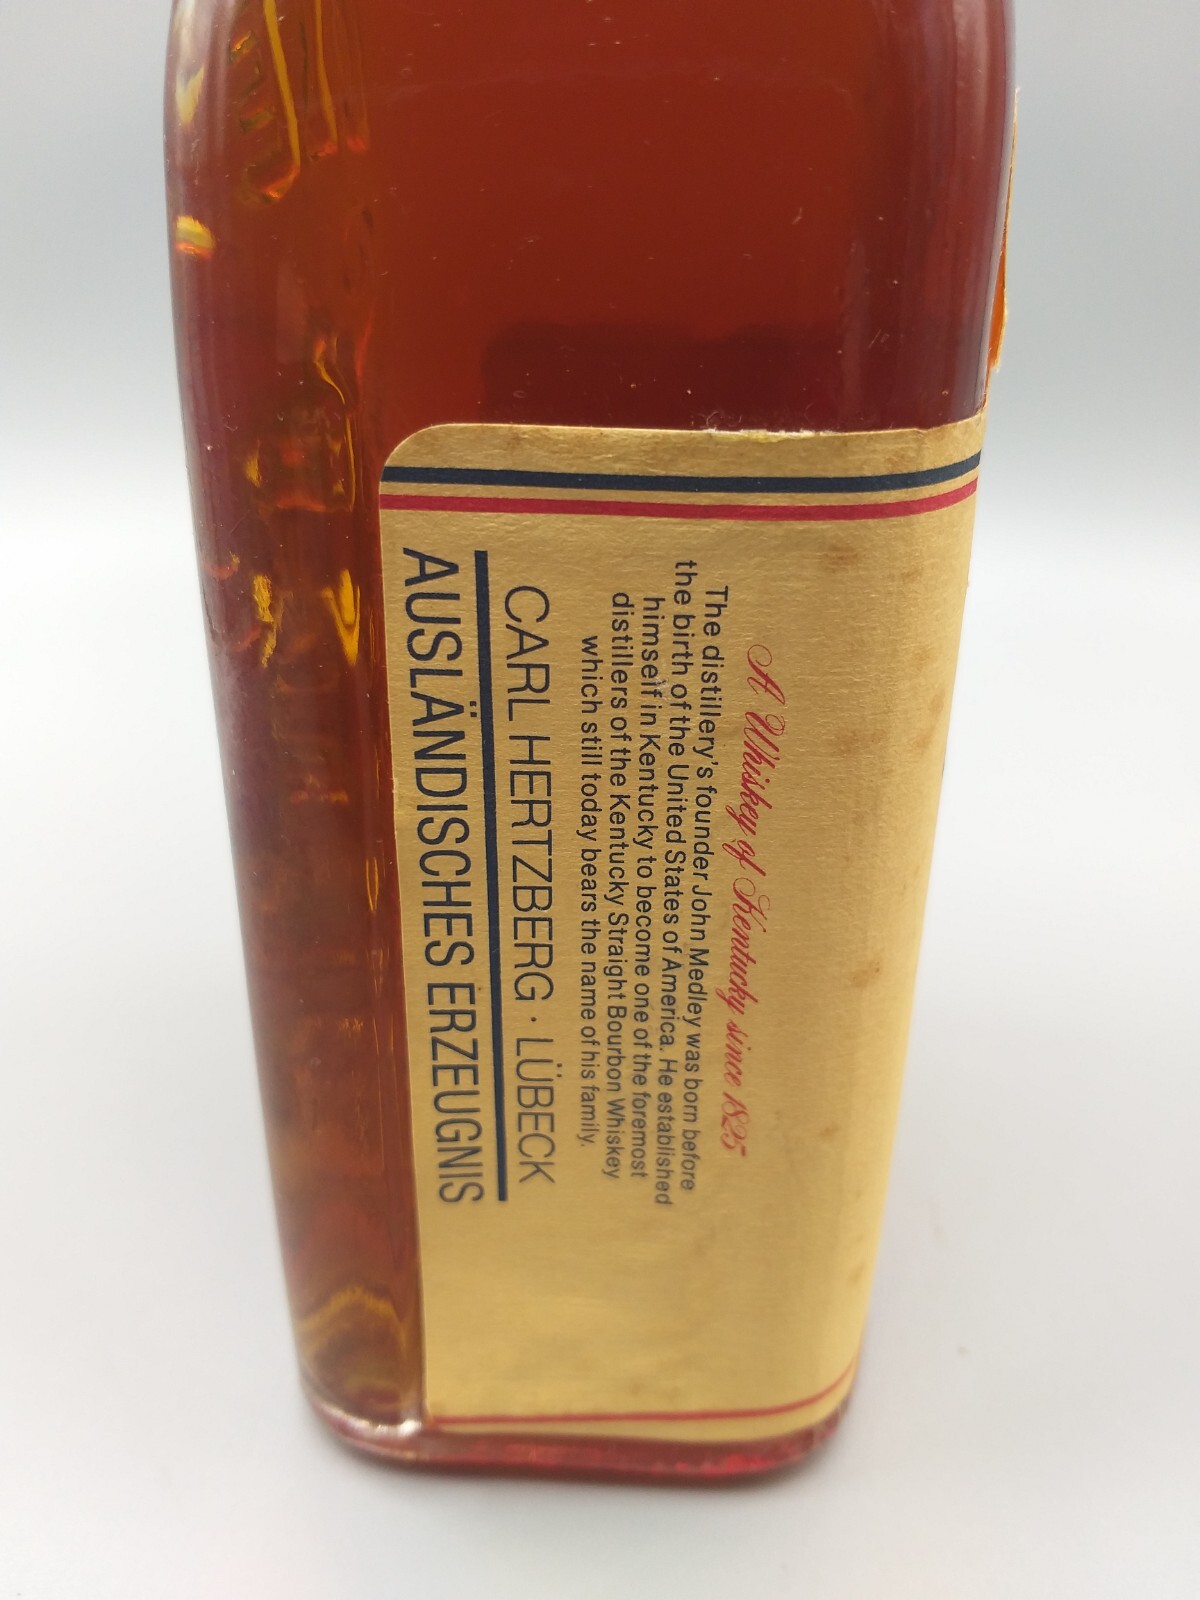 A Whiskey of Kentucky since 1825
The distillery's founder John Medley was born before
the birth of the United States of America. He established
himself in Kentucky to become one of the foremost
distillers of the Kentucky Straight Bourbon Whiskey
which still today bears the name of his family.
CARL HERTZBERG · LÜBECK
AUSLÄNDISCHES ERZEUGNIS